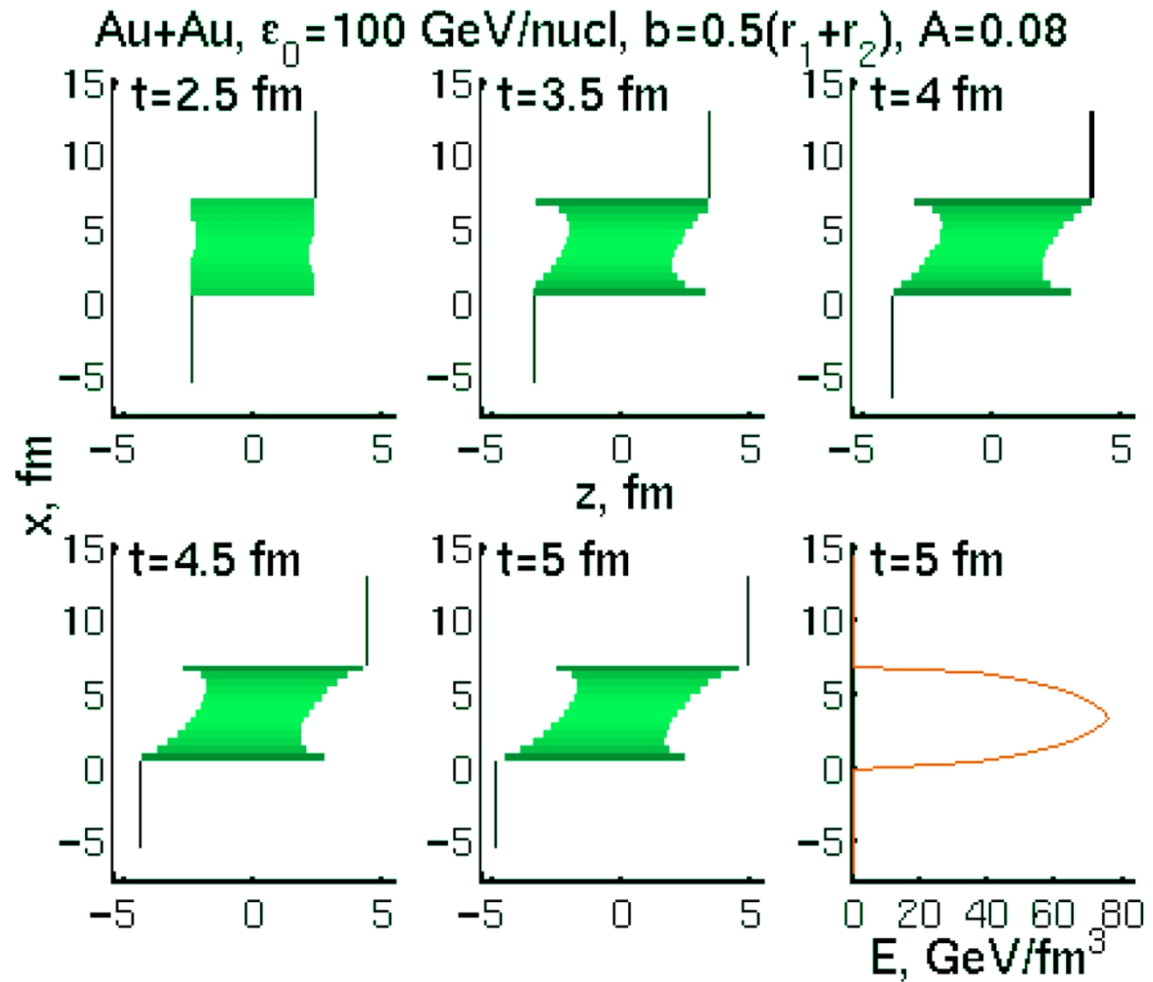 Au+Au, ε₀=100 GeV/nucl, b=0.5(r₁+r₂), A=0.08
15 t=2.5 fm
10
5
0
−5
−5 0 5
15 t=3.5 fm
10
5
0
−5
−5 0 5
15 t=4 fm
10
5
0
−5
−5 0 5
x, fm
z, fm
15 t=4.5 fm
10
5
0
−5
−5 0 5
15 t=5 fm
10
5
0
−5
−5 0 5
15 t=5 fm
10
5
0
−5
0 20 40 60 80
E, GeV/fm³